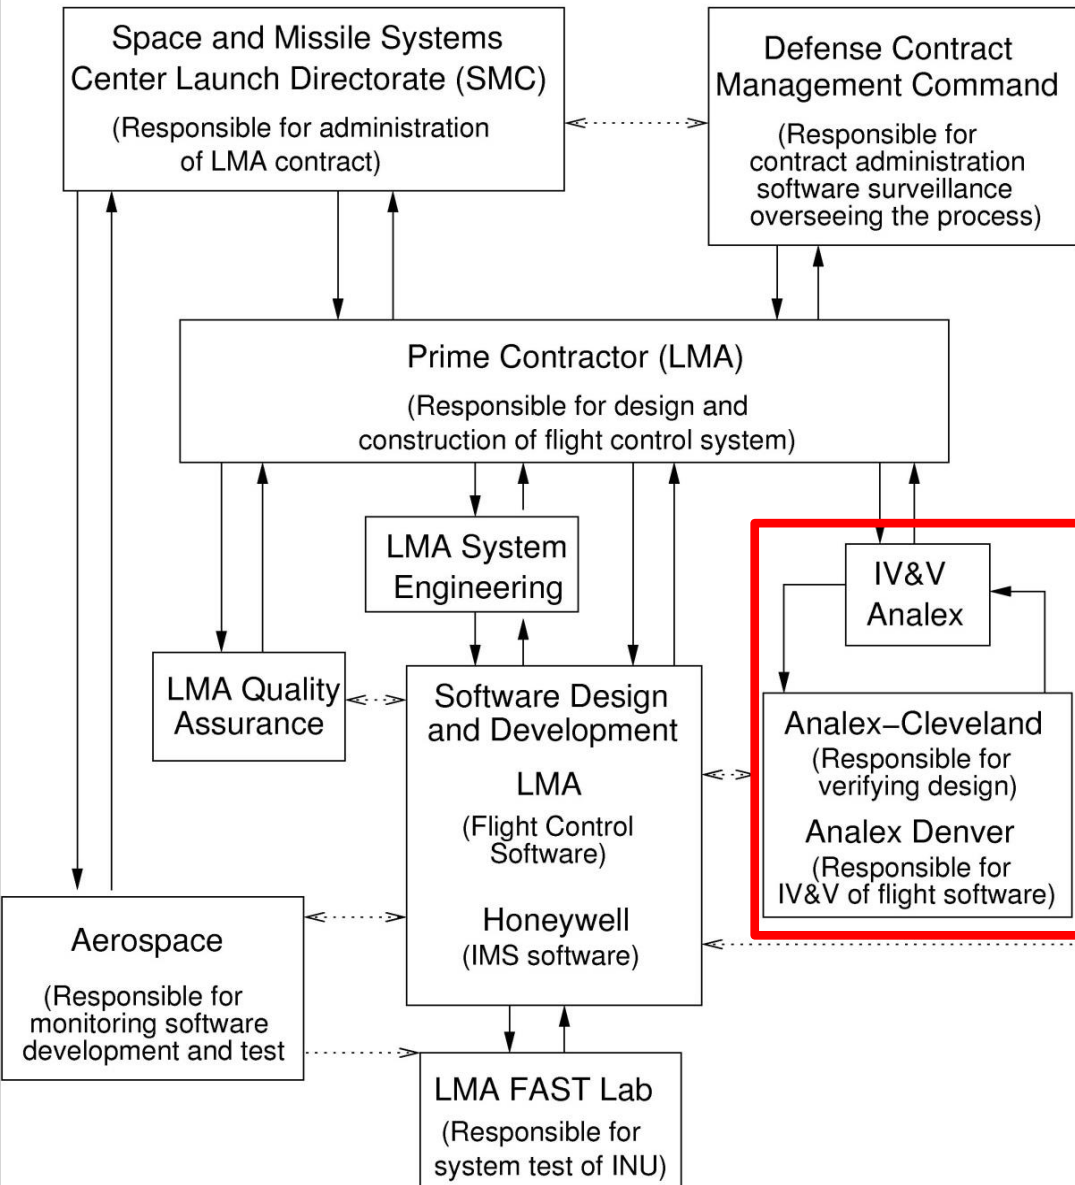 Space and Missile Systems
Center Launch Directorate (SMC)
(Responsible for administration
of LMA contract)
Defense Contract
Management Command
(Responsible for
contract administration
software surveillance
overseeing the process)
Prime Contractor (LMA)
(Responsible for design and
construction of flight control system)
LMA System
Engineering
IV&V
Analex
LMA Quality
Assurance
Software Design
and Development
LMA
(Flight Control
Software)
Honeywell
(IMS software)
Analex–Cleveland
(Responsible for
verifying design)
Analex Denver
(Responsible for
IV&V of flight software)
Aerospace
(Responsible for
monitoring software
development and test
LMA FAST Lab
(Responsible for
system test of INU)